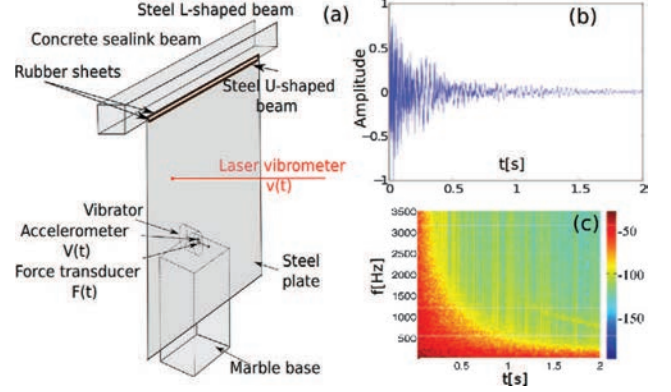 Steel L-shaped beam
(a)
Concrete sealink beam
Rubber sheets
Steel U-shaped
beam
Laser vibrometer
v(t)
Vibrator
Accelerometer
V(t)
Force transducer
F(t)
Steel
plate
Marble base
(b)
Amplitude
1
0.5
0
-0.5
-1
0
0.5
1
1.5
2
t[s]
(c)
f[Hz]
3500
3000
2500
2000
1500
1000
500
0.5
1
1.5
2
t[s]
-50
-100
-150